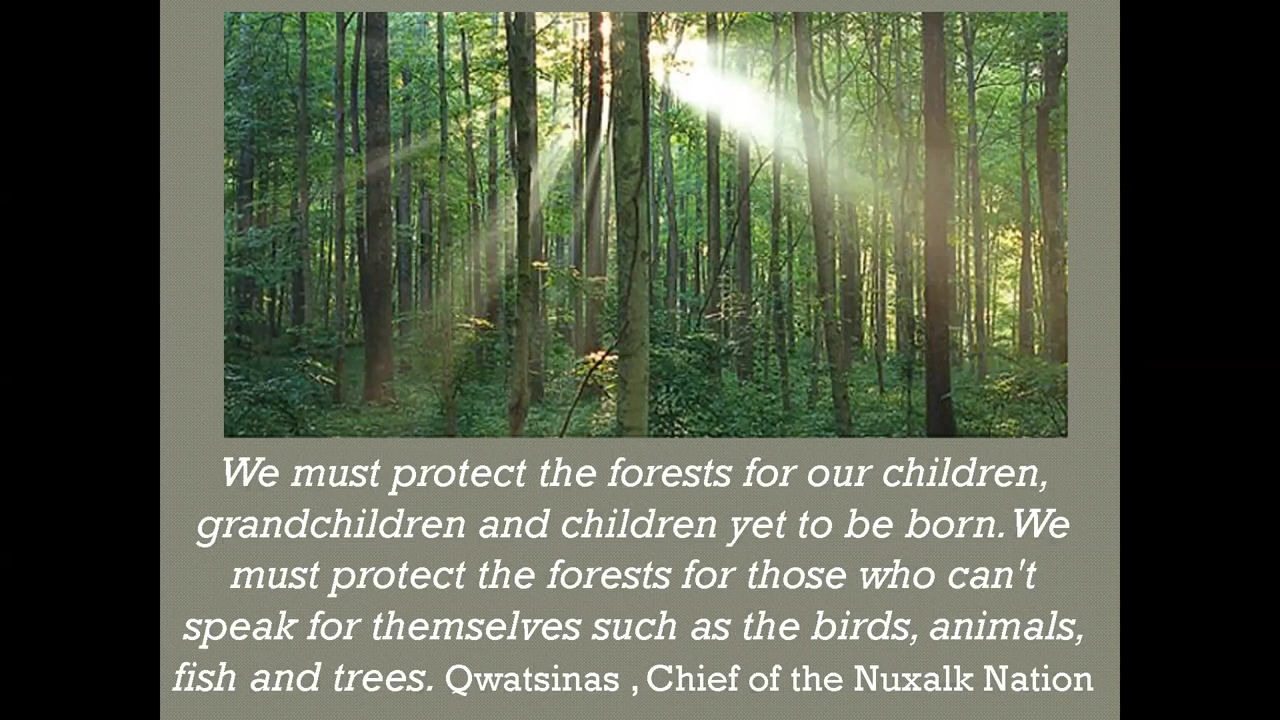 We must protect the forests for our children,
grandchildren and children yet to be born. We
must protect the forests for those who can't
speak for themselves such as the birds, animals,
fish and trees. Qwatsinas , Chief of the Nuxalk Nation